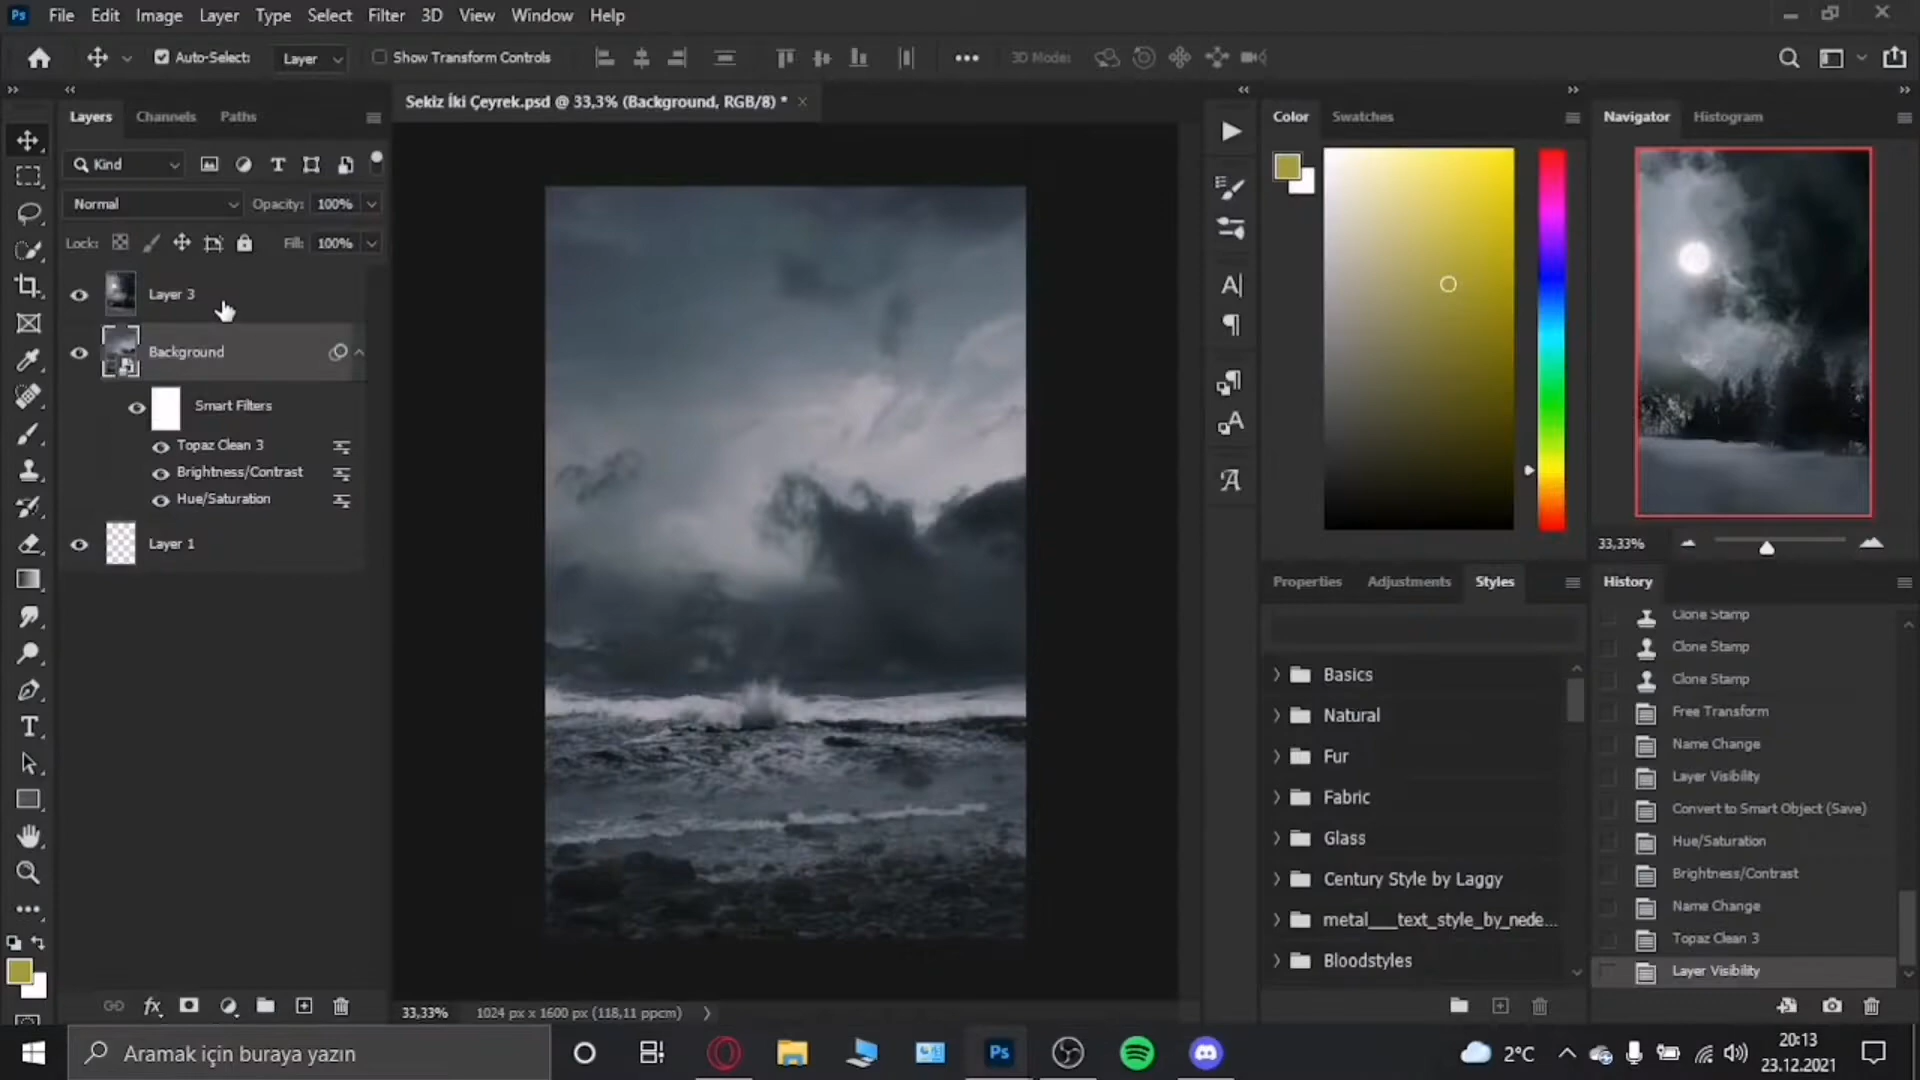 Ps File Edit Image Layer Type Select Filter 3D View Window Help
Auto-Select: Layer Show Transform Controls 3D Mode:
Sekiz İki Çeyrek.psd @ 33,3% (Background, RGB/8) *
Layers Channels Paths
Kind
Normal Opacity: 100%
Lock: Fill: 100%
Layer 3
Background
Smart Filters
Topaz Clean 3
Brightness/Contrast
Hue/Saturation
Layer 1
fx
33,33% 1024 px x 1600 px (118,11 ppcm)
Color Swatches
Navigator Histogram
33,33%
Properties Adjustments Styles
Basics
Natural
Fur
Fabric
Glass
Century Style by Laggy
metal___text_style_by_nede...
Bloodstyles
History
Clone Stamp
Clone Stamp
Clone Stamp
Free Transform
Name Change
Layer Visibility
Convert to Smart Object (Save)
Hue/Saturation
Brightness/Contrast
Name Change
Topaz Clean 3
Layer Visibility
Aramak için buraya yazın
Ps
2°C
20:13
23.12.2021